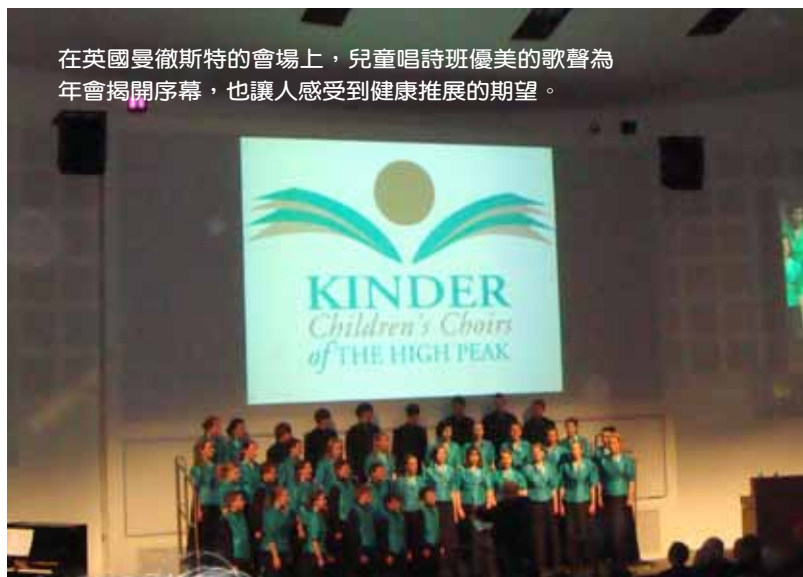 在英國曼徹斯特的會場上，兒童唱詩班優美的歌聲為
年會揭開序幕，也讓人感受到健康推展的期望。
KINDER
Children's Choirs
of THE HIGH PEAK